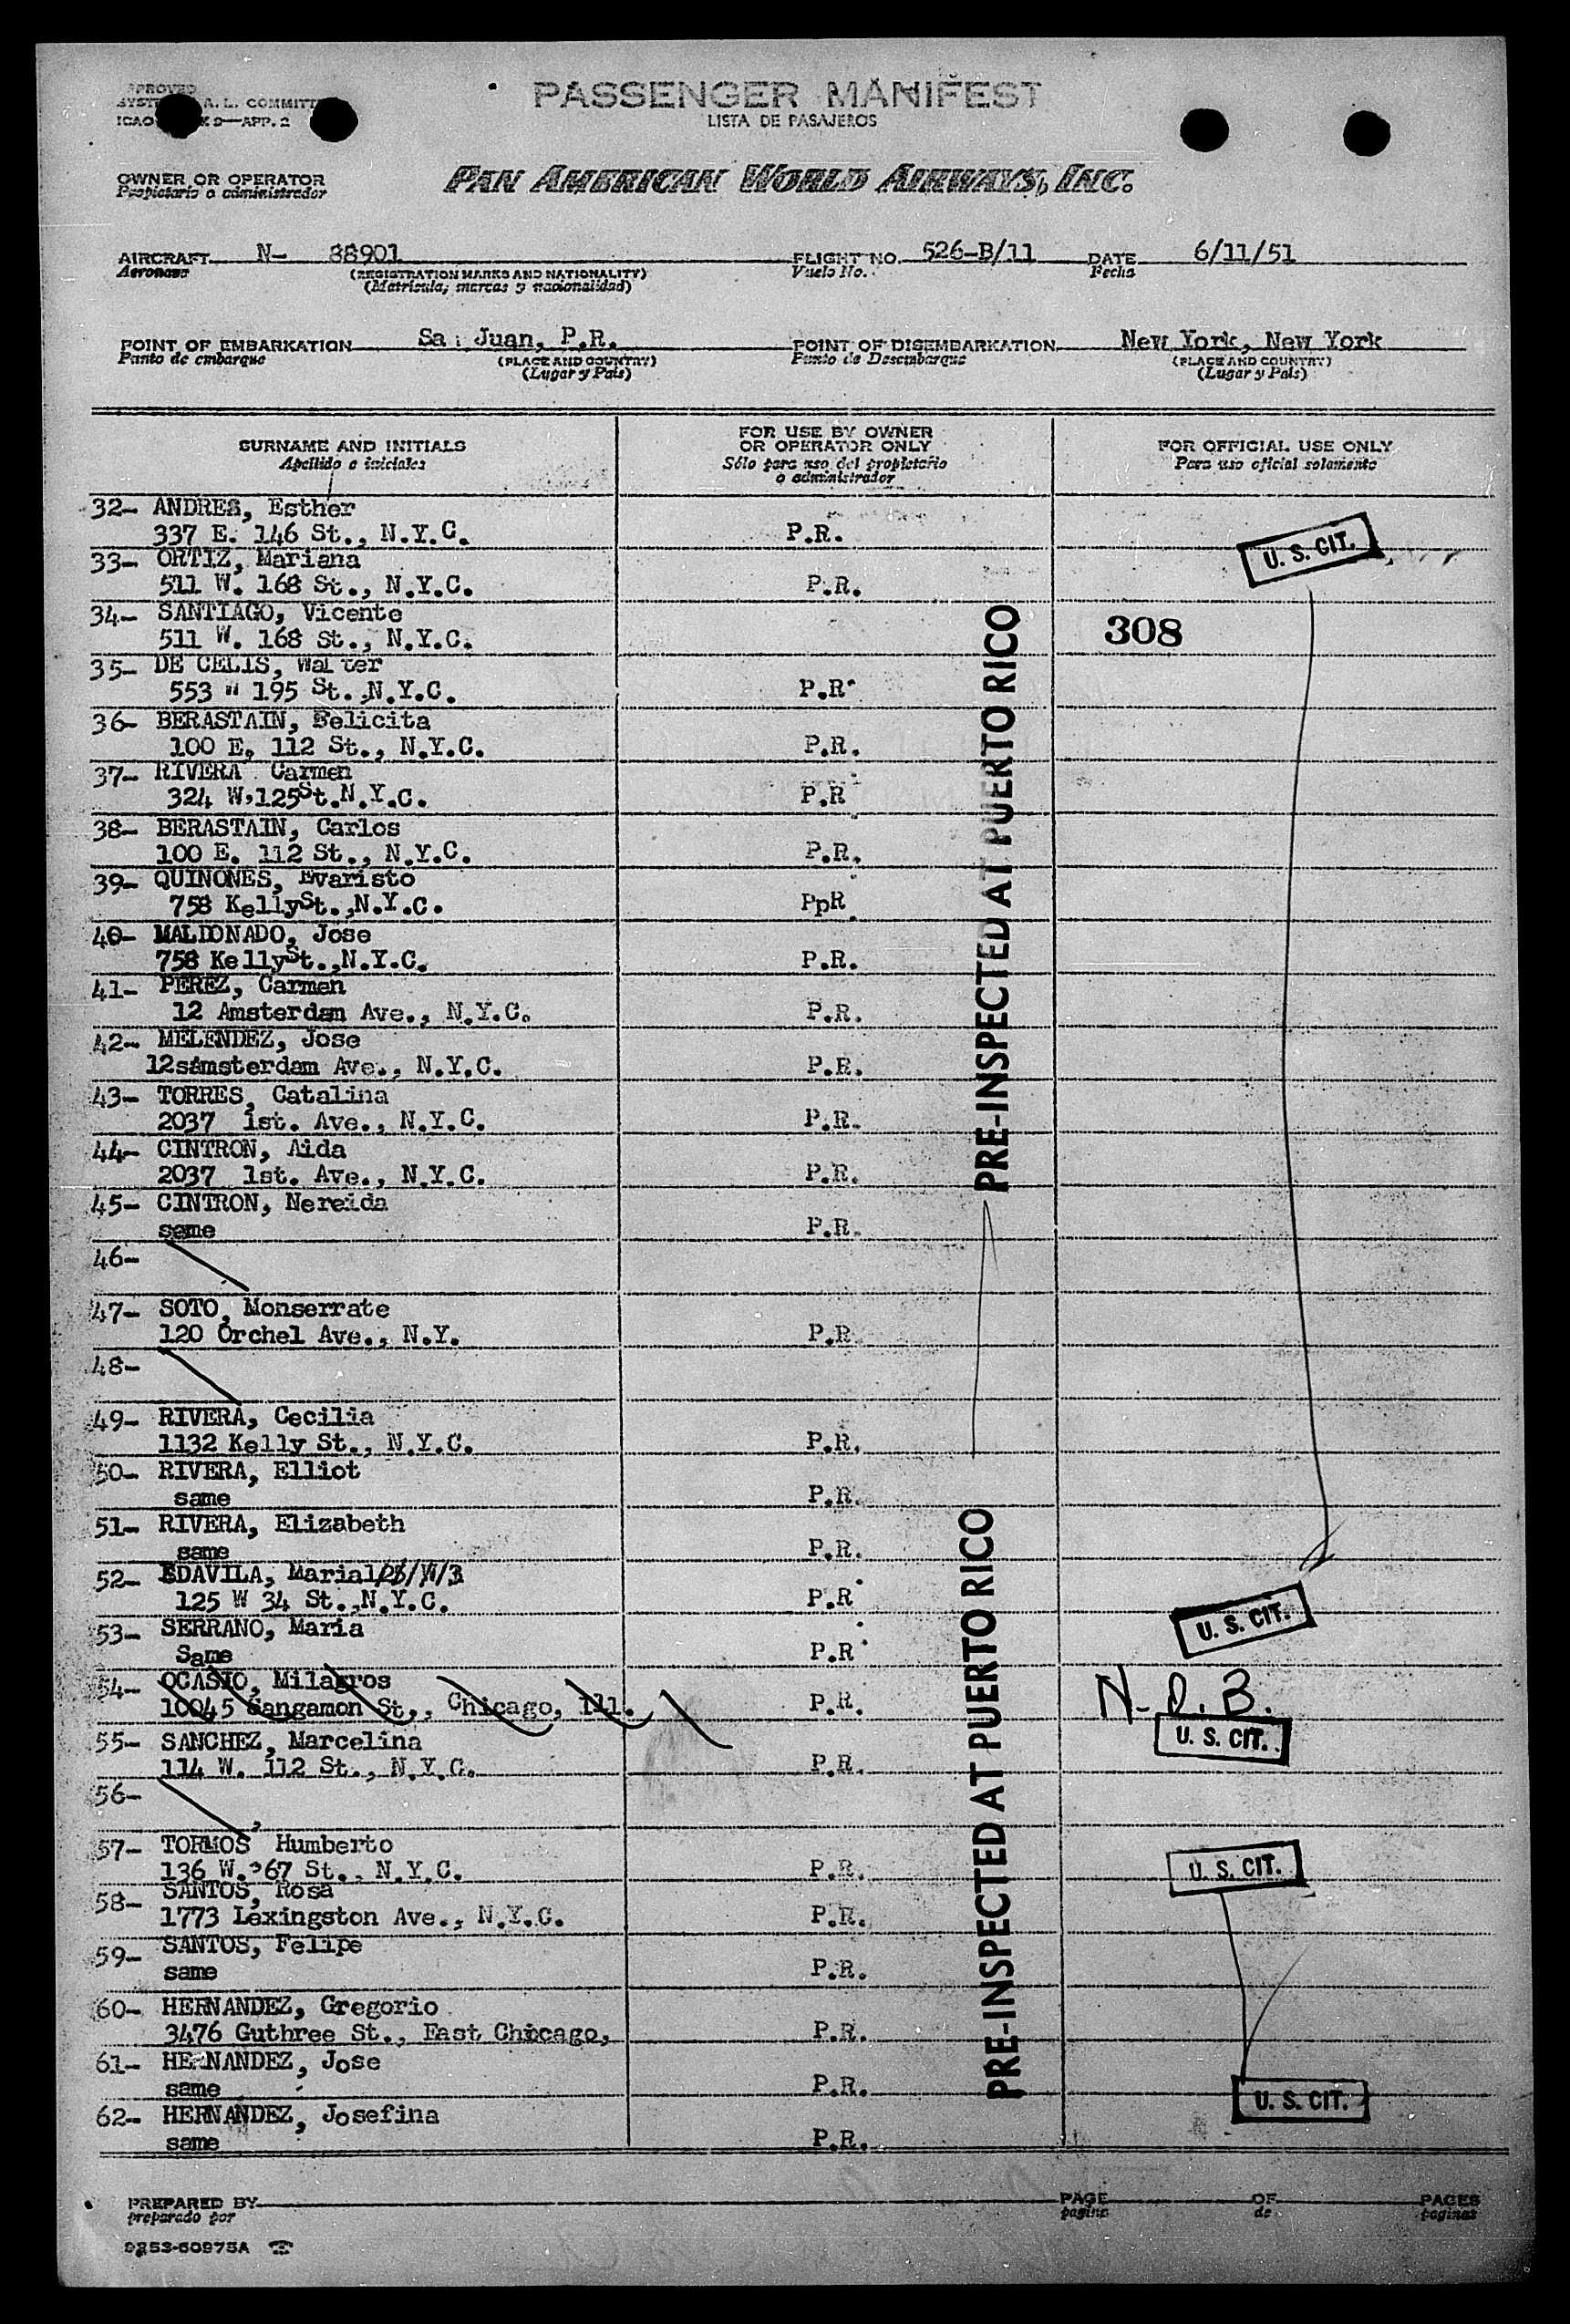 PASSENGER MANIFEST
LISTA DE PASAJEROS
A. L. COMMITT
ICAO 9—APP. 2
OWNER OR OPERATOR
Propietario o administrador
PAN AMERICAN WORLD AIRWAYS, INC.
AIRCRAFT N- 88901
Aeronave
(REGISTRATION MARKS AND NATIONALITY)
(Matrícula, marcas y nacionalidad)
FLIGHT NO. 526-B/11
Vuelo No.
DATE 6/11/51
Fecha
POINT OF EMBARKATION Sa Juan, P.R.
Punto de embarque
(PLACE AND COUNTRY)
(Lugar y País)
POINT OF DISEMBARKATION New York, New York
Punto de Desembarque
(PLACE AND COUNTRY)
(Lugar y País)
SURNAME AND INITIALS
Apellido e iniciales
FOR USE BY OWNER
OR OPERATOR ONLY
Sólo para uso del propietario
o administrador
FOR OFFICIAL USE ONLY
Para uso oficial solamente
32- ANDRES, Esther
337 E. 146 St., N.Y.C. P.R.
U. S. CIT.
33- ORTIZ, Mariana
511 W. 168 St., N.Y.C. P.R.
34- SANTIAGO, Vicente
511 W. 168 St., N.Y.C.
308
35- DE CELIS, Walter
553 " 195 St.,N.Y.C. P.R.
36- BERASTAIN, Felicita
100 E. 112 St., N.Y.C. P.R.
37- RIVERA Carmen
324 W,125St.N.Y.C. P.R
38- BERASTAIN, Carlos
100 E. 112 St., N.Y.C. P.R.
39- QUINONES, Evaristo
758 KellySt.,N.Y.C. PpR
40- MALDONADO, Jose
758 KellySt.,N.Y.C. P.R.
41- PEREZ, Carmen
12 Amsterdam Ave., N.Y.C. P.R.
42- MELENDEZ, Jose
12samsterdam Ave., N.Y.C. P.R.
43- TORRES, Catalina
2037 1st. Ave., N.Y.C. P.R.
44- CINTRON, Aida
2037 1st. Ave., N.Y.C. P.R.
45- CINTRON, Nereida
same P.R.
PRE-INSPECTED AT PUERTO RICO
46-
47- SOTO, Monserrate
120 Orchel Ave., N.Y. P.R
48-
49- RIVERA, Cecilia
1132 Kelly St., N.Y.C. P.R.
50- RIVERA, Elliot
same P.R.
51- RIVERA, Elizabeth
same P.R.
52- EDAVILA, Maria
125 W 34 St.,N.Y.C. P.R
U. S. CIT.
53- SERRANO, Maria
Same P.R
54- OCASIO, Milagros
10045 Sangamon St., Chicago, Ill. P.R. N.O.B.
U. S. CIT.
55- SANCHEZ, Marcelina
114 W. 112 St., N.Y.C. P.R.
56-
57- TORMOS, Humberto
136 W. 67 St., N.Y.C. P.R.
U. S. CIT.
58- SANTOS, Rosa
1773 Lexingston Ave., N.Y.C. P.R.
59- SANTOS, Felipe
same P.R.
60- HERNANDEZ, Gregorio
3476 Guthree St., East Chicago, P.R.
61- HERNANDEZ, Jose
same P.R.
U. S. CIT.
62- HERNANDEZ, Josefina
same P.R.
PRE-INSPECTED AT PUERTO RICO
PREPARED BY
preparado por
PAGE OF PAGES
pagina de paginas
9253-60975A